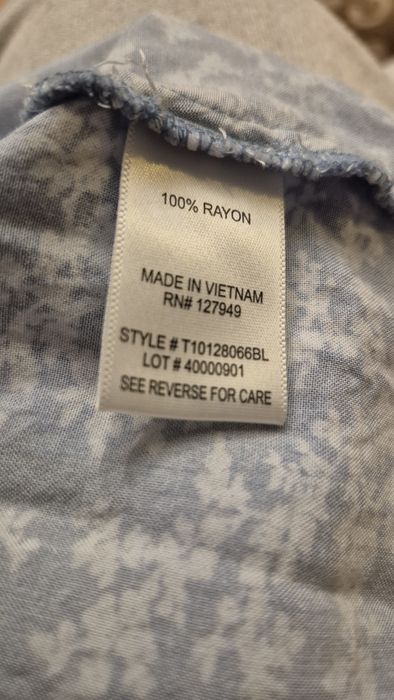 100% RAYON
MADE IN VIETNAM
RN# 127949
STYLE # T10128066BL
LOT # 40000901
SEE REVERSE FOR CARE